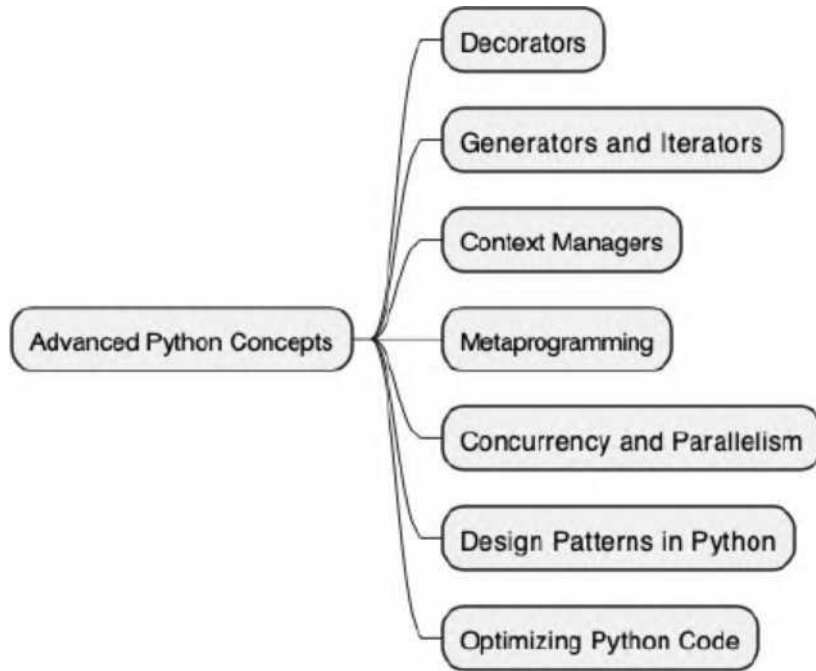 Decorators
Generators and Iterators
Context Managers
Advanced Python Concepts
Metaprogramming
Concurrency and Parallelism
Design Patterns in Python
Optimizing Python Code